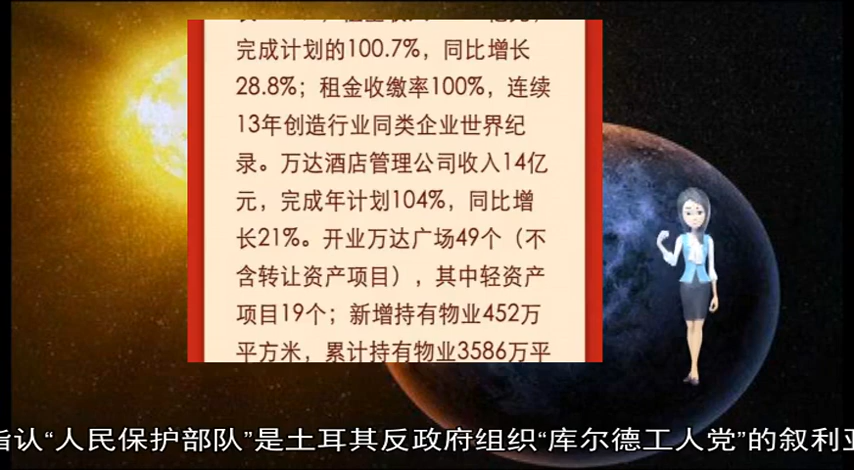 完成计划的100.7%，同比增长
28.8%；租金收缴率100%，连续
13年创造行业同类企业世界纪
录。万达酒店管理公司收入14亿
元，完成年计划104%，同比增
长21%。开业万达广场49个（不
含转让资产项目），其中轻资产
项目19个；新增持有物业452万
平方米，累计持有物业3586万平
指认“人民保护部队”是土耳其反政府组织“库尔德工人党”的叙利亚